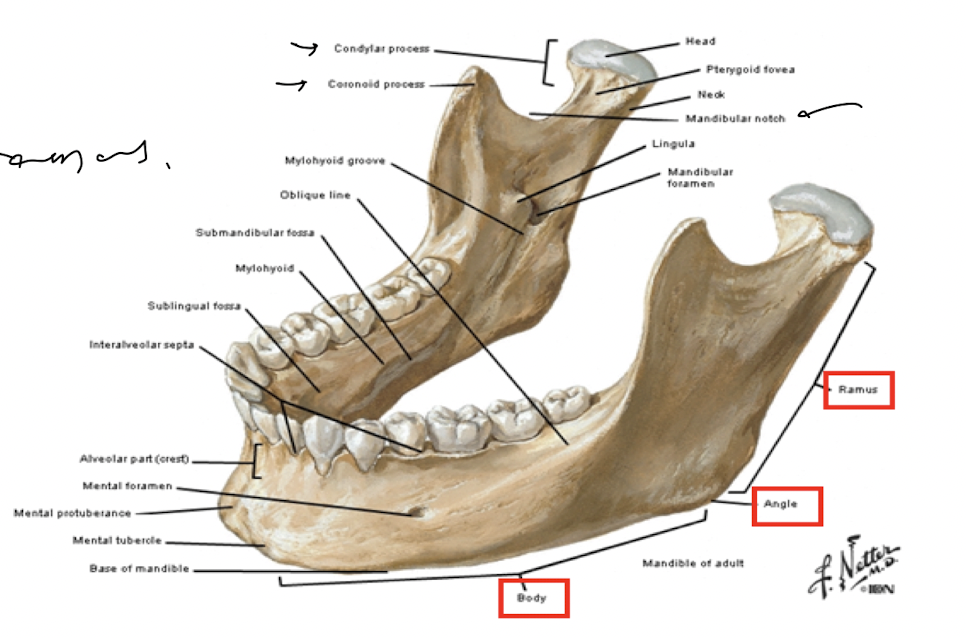 Condylar process
Head
Coronoid process
Pterygoid fovea
Neck
Mandibular notch
Mylohyoid groove
Lingula
Mandibular
foramen
Oblique line
Submandibular fossa
Mylohyoid
Sublingual fossa
Interalveolar septa
Ramus
Alveolar part (crest)
Mental foramen
Angle
Mental protuberance
Mental tubercle
Base of mandible
Mandible of adult
Body
F. Netter
M.D.